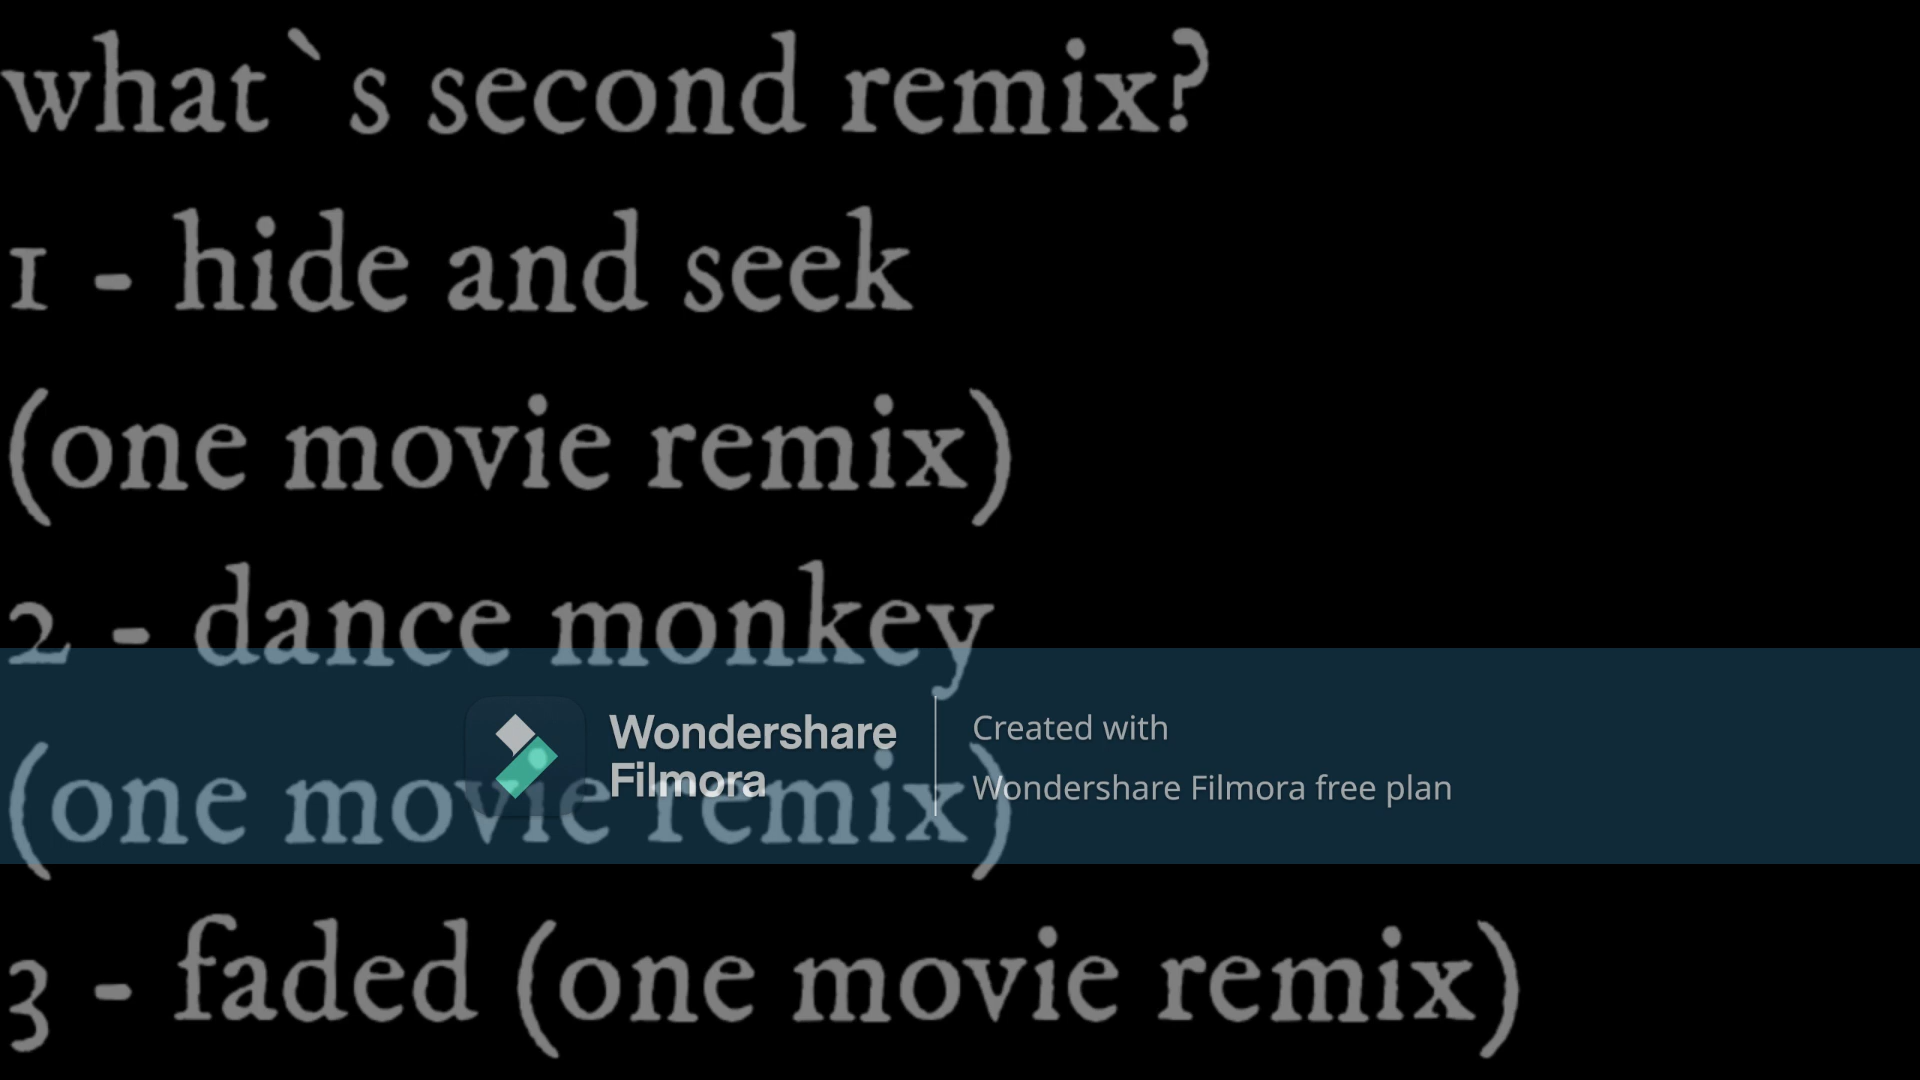 what`s second remix?
1 - hide and seek
(one movie remix)
2 - dance monkey
Wondershare
Filmora
Created with
Wondershare Filmora free plan
(one movie remix)
3 - faded (one movie remix)